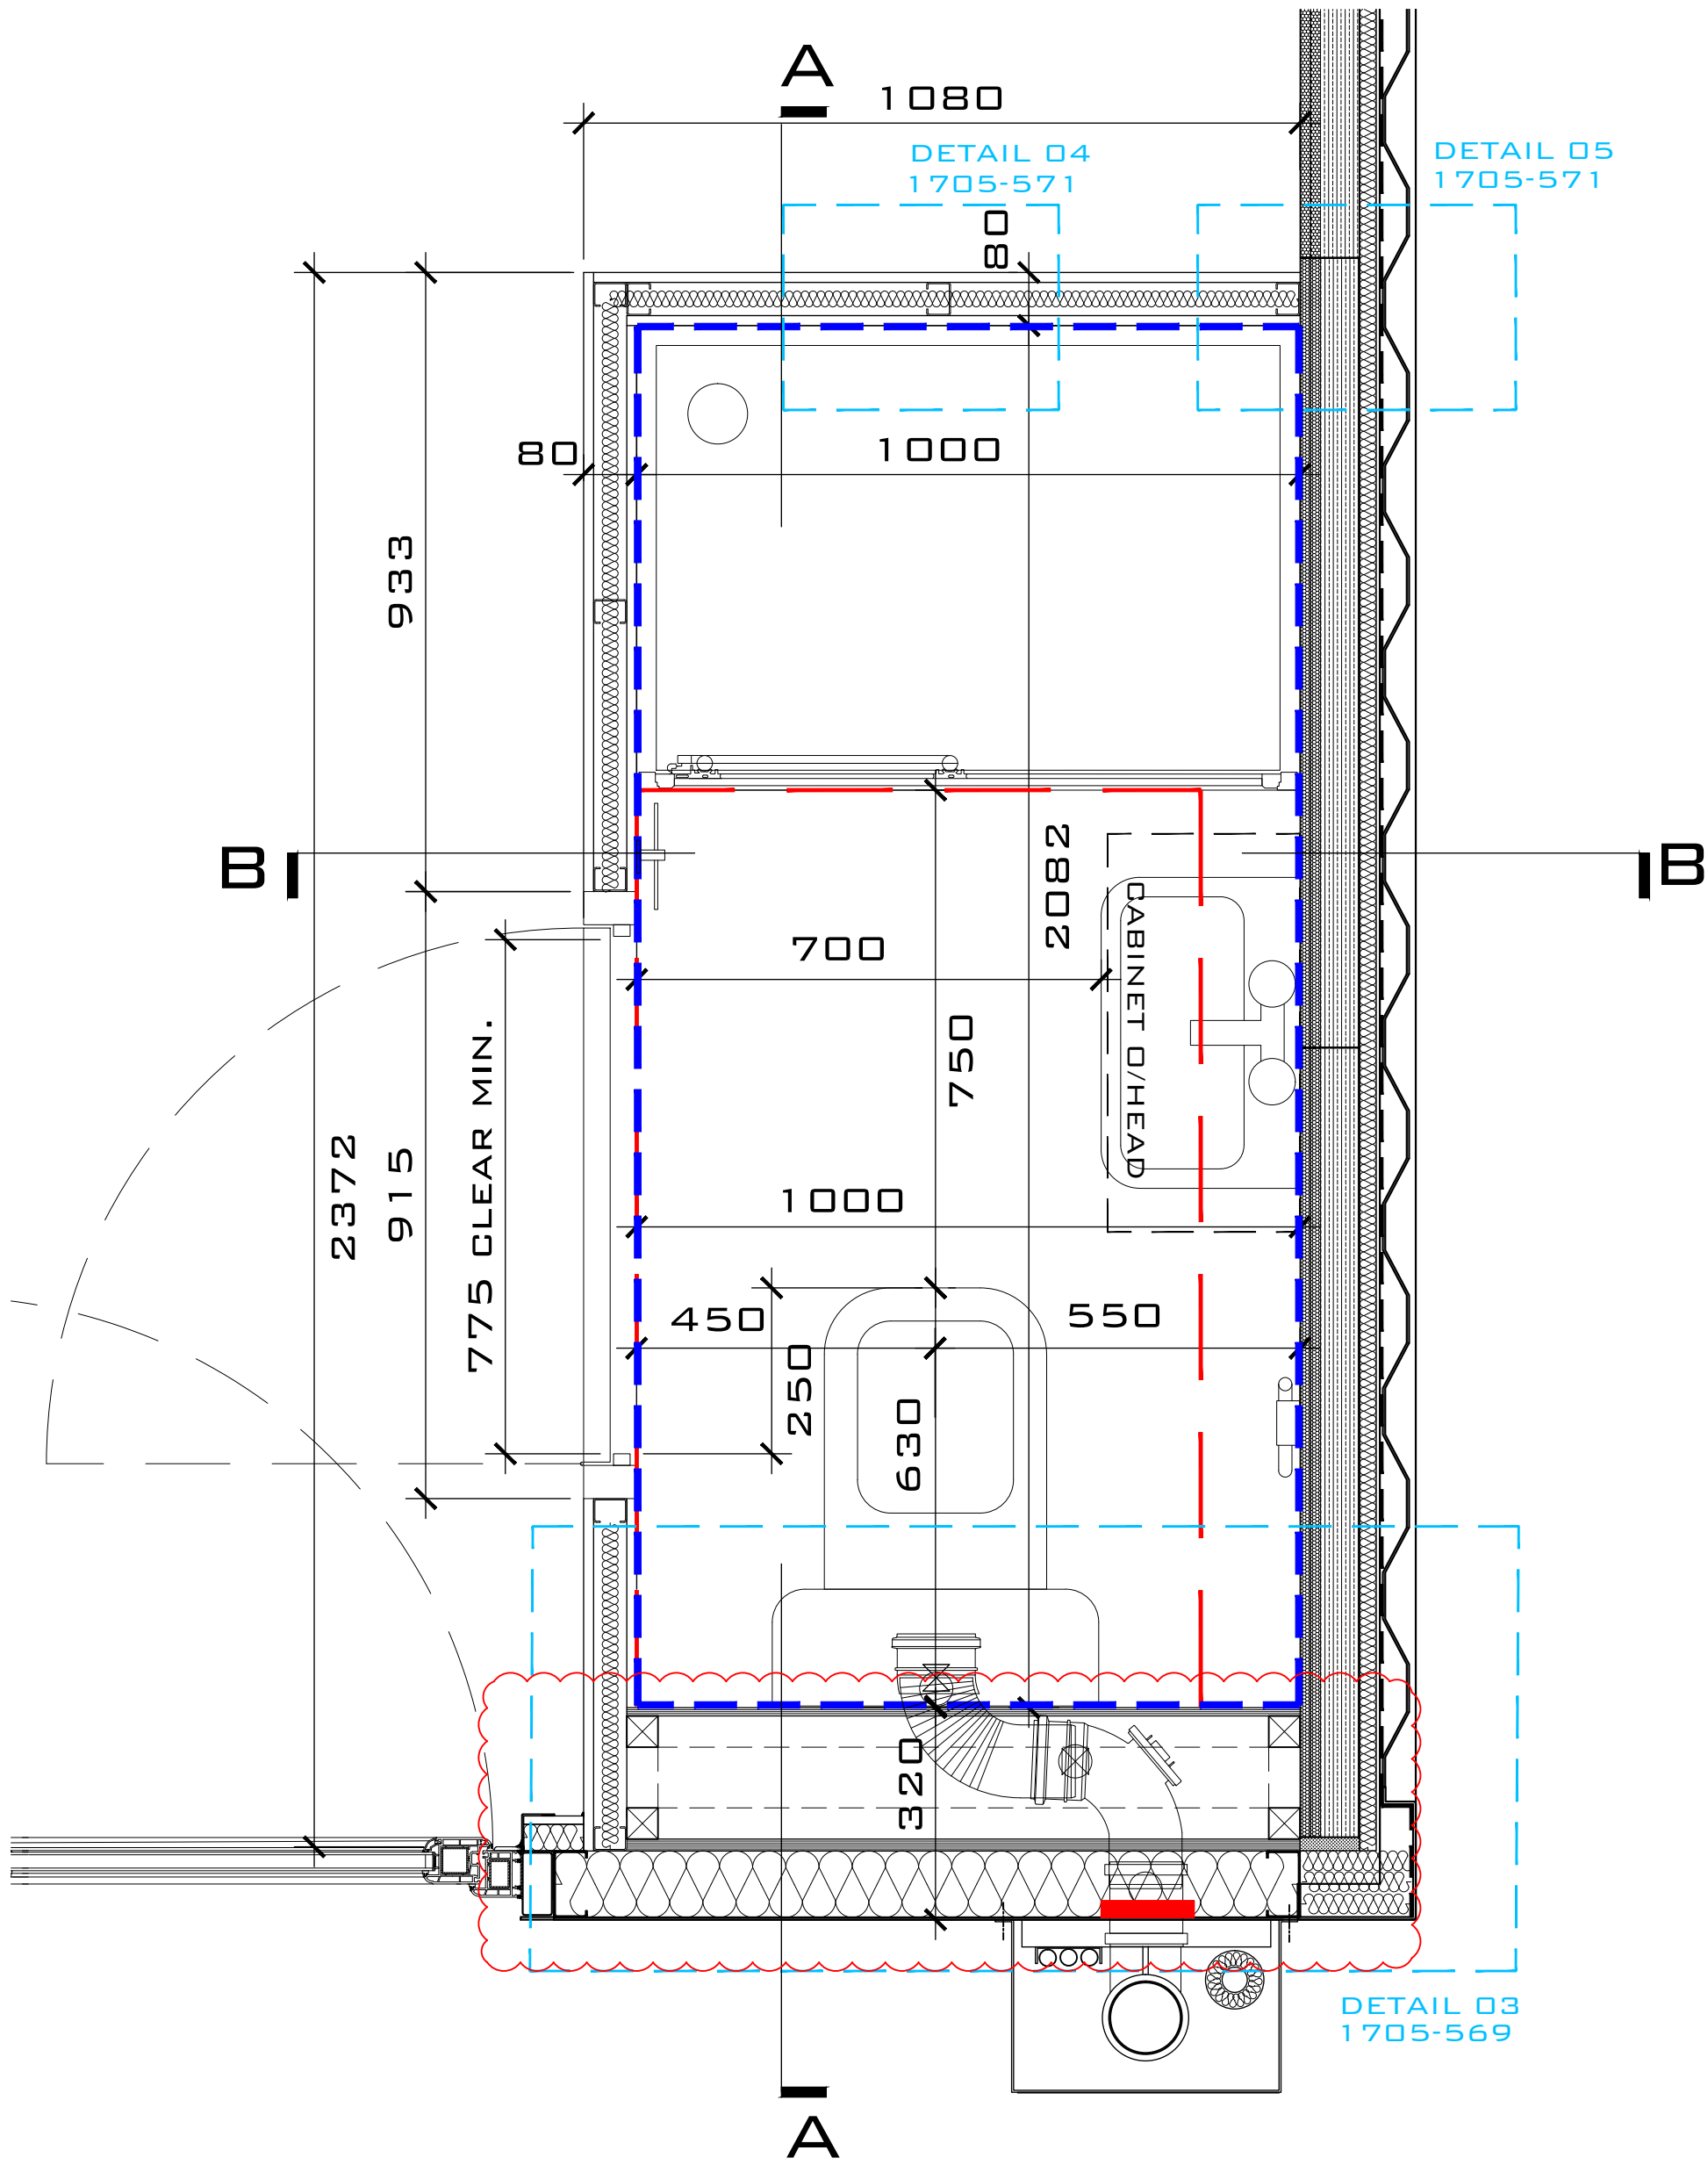 A
1080
DETAIL 04
1705-571
DETAIL 05
1705-571
80
80
1000
933
B
B
2082
CABINET O/HEAD
700
750
775 CLEAR MIN.
2372
915
1000
450
550
250
630
320
DETAIL 03
1705-569
A